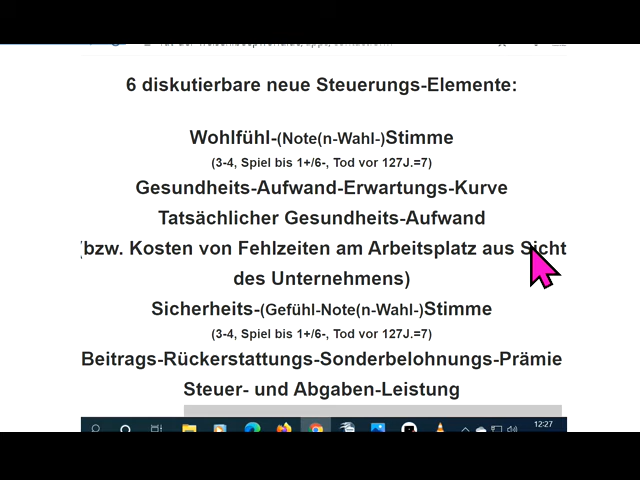 6 diskutierbare neue Steuerungs-Elemente:
Wohlfühl-(Note(n-Wahl-)Stimme
(3-4, Spiel bis 1+/6-, Tod vor 127J.=7)
Gesundheits-Aufwand-Erwartungs-Kurve
Tatsächlicher Gesundheits-Aufwand
(bzw. Kosten von Fehlzeiten am Arbeitsplatz aus Sicht
des Unternehmens)
Sicherheits-(Gefühl-Note(n-Wahl-)Stimme
(3-4, Spiel bis 1+/6-, Tod vor 127J.=7)
Beitrags-Rückerstattungs-Sonderbelohnungs-Prämie
Steuer- und Abgaben-Leistung
12:27